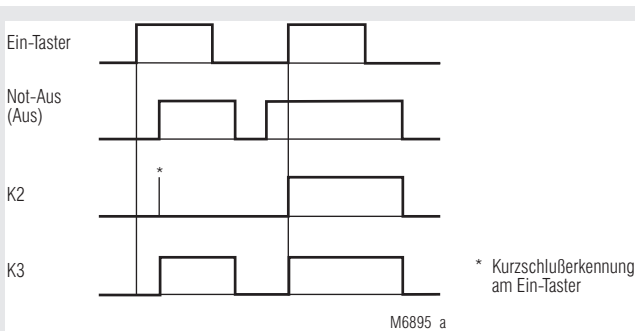 Ein-Taster
Not-Aus
(Aus)
*
K2
K3
* Kurzschlußerkennung
am Ein-Taster
M6895_a